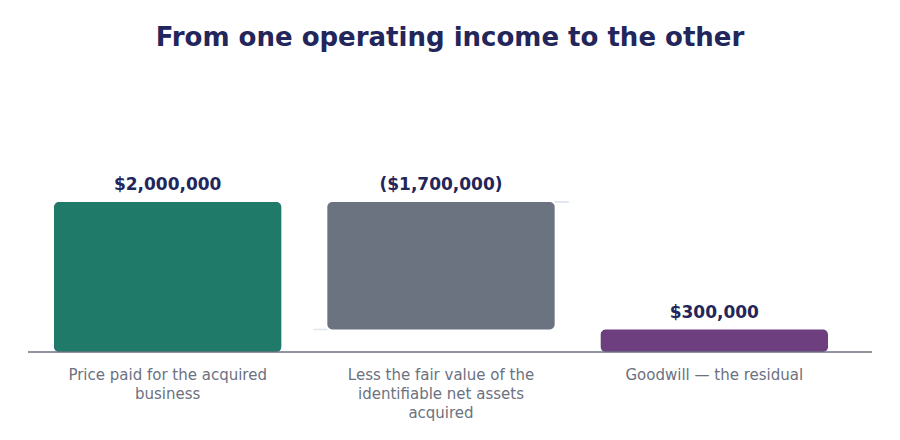 From one operating income to the other
$2,000,000
($1,700,000)
$300,000
Price paid for the acquired
business
Less the fair value of the
identifiable net assets
acquired
Goodwill — the residual